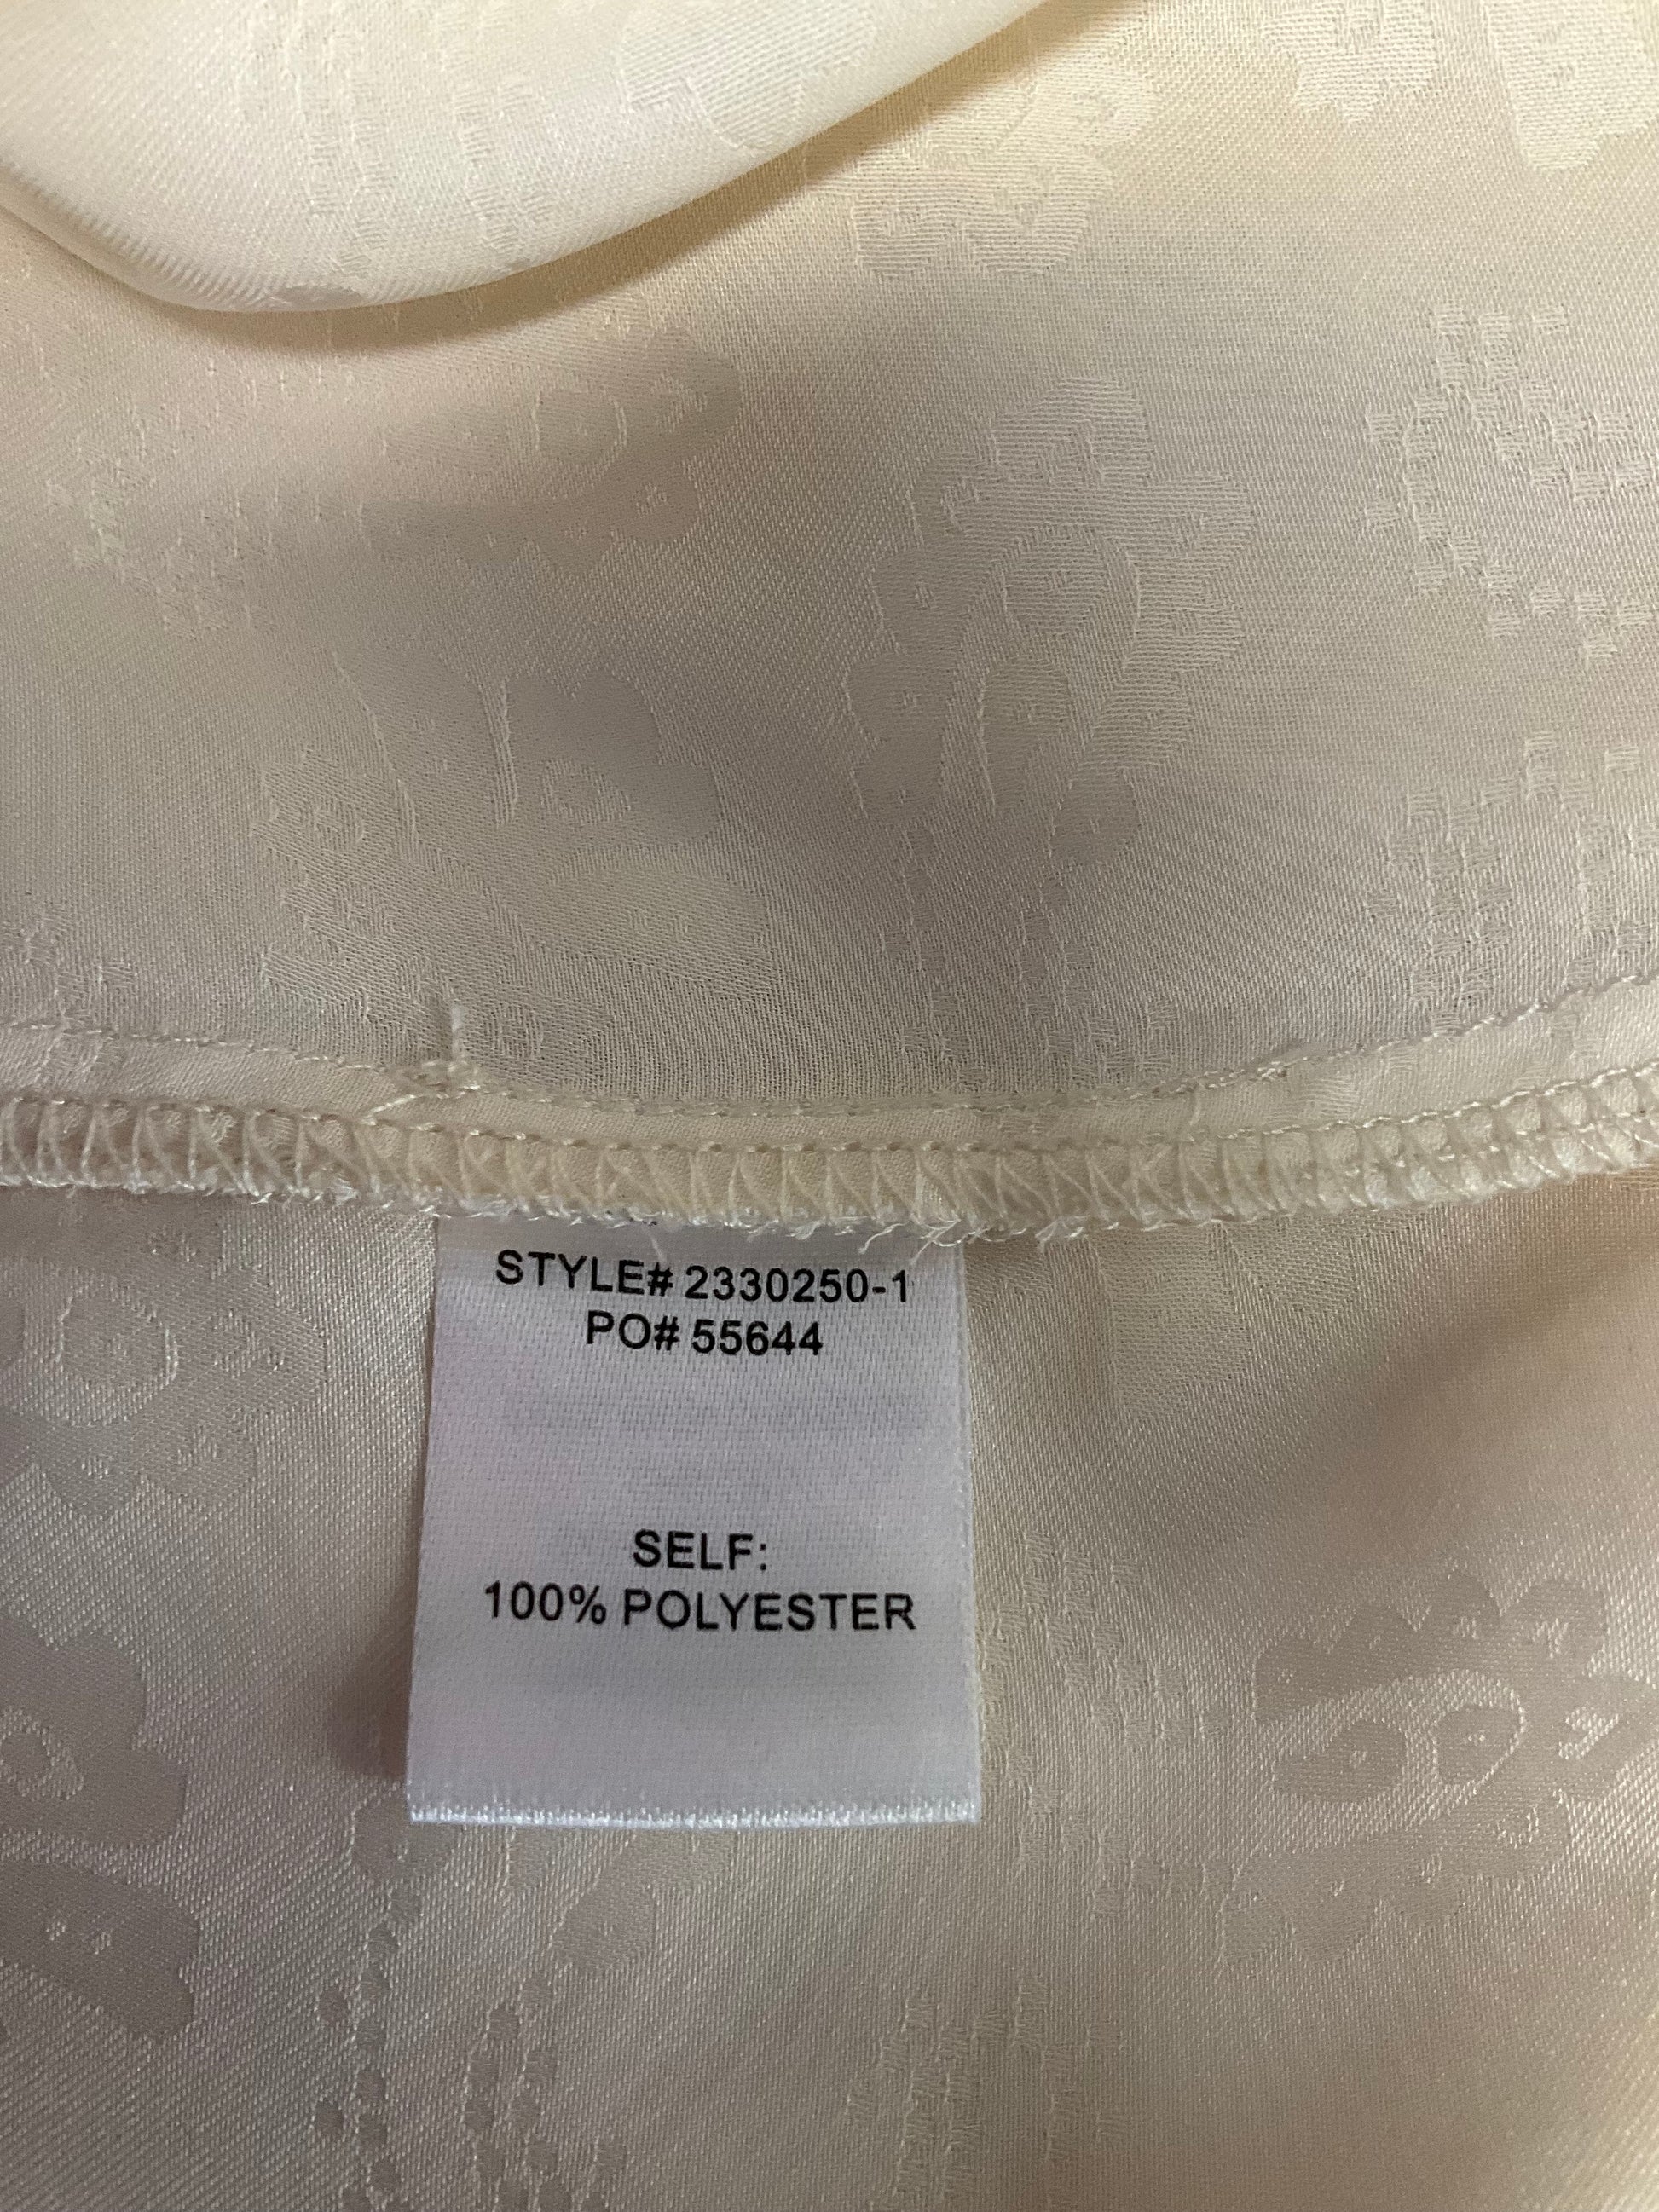 STYLE# 2330250-1
PO# 55644
SELF:
100% POLYESTER